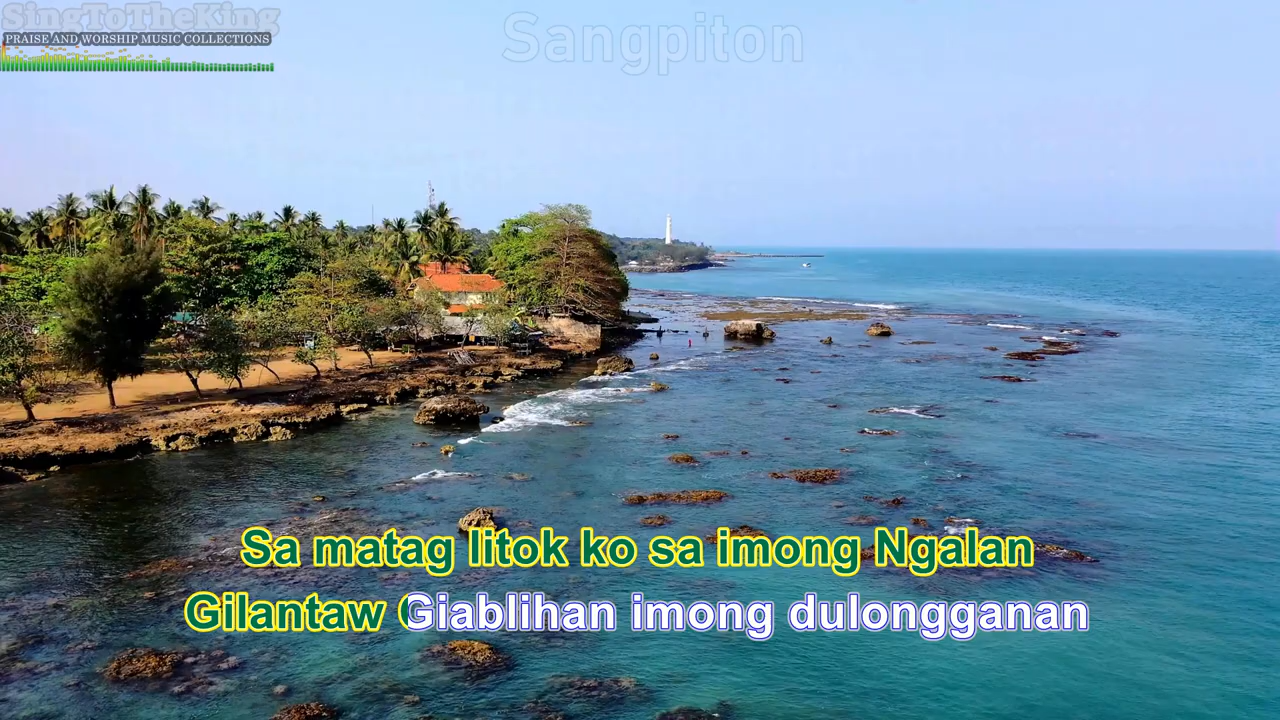 SingToTheKing
PRAISE AND WORSHIP MUSIC COLLECTIONS
Sangpiton
Sa matag litok ko sa imong Ngalan
Gilantaw Giablihan imong dulongganan